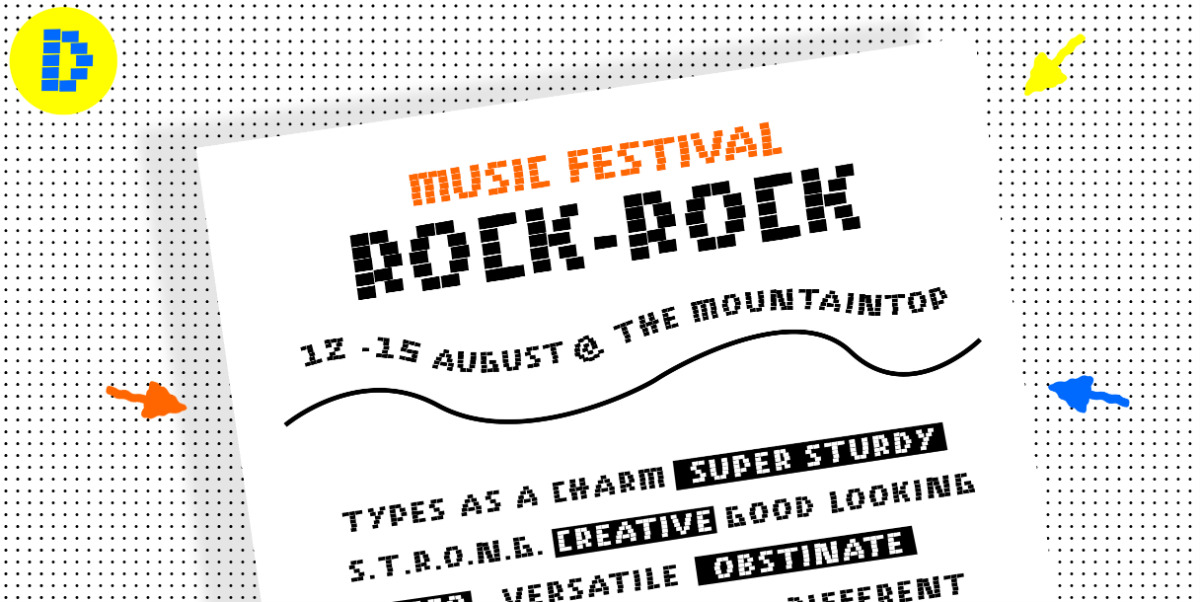 D
MUSIC FESTIVAL
ROCK-ROCK
12 -15 AUGUST @ THE MOUNTAINTOP
TYPES AS A CHARM SUPER STURDY
S.T.R.O.N.G. CREATIVE GOOD LOOKING
VERSATILE OBSTINATE
DIFFERENT